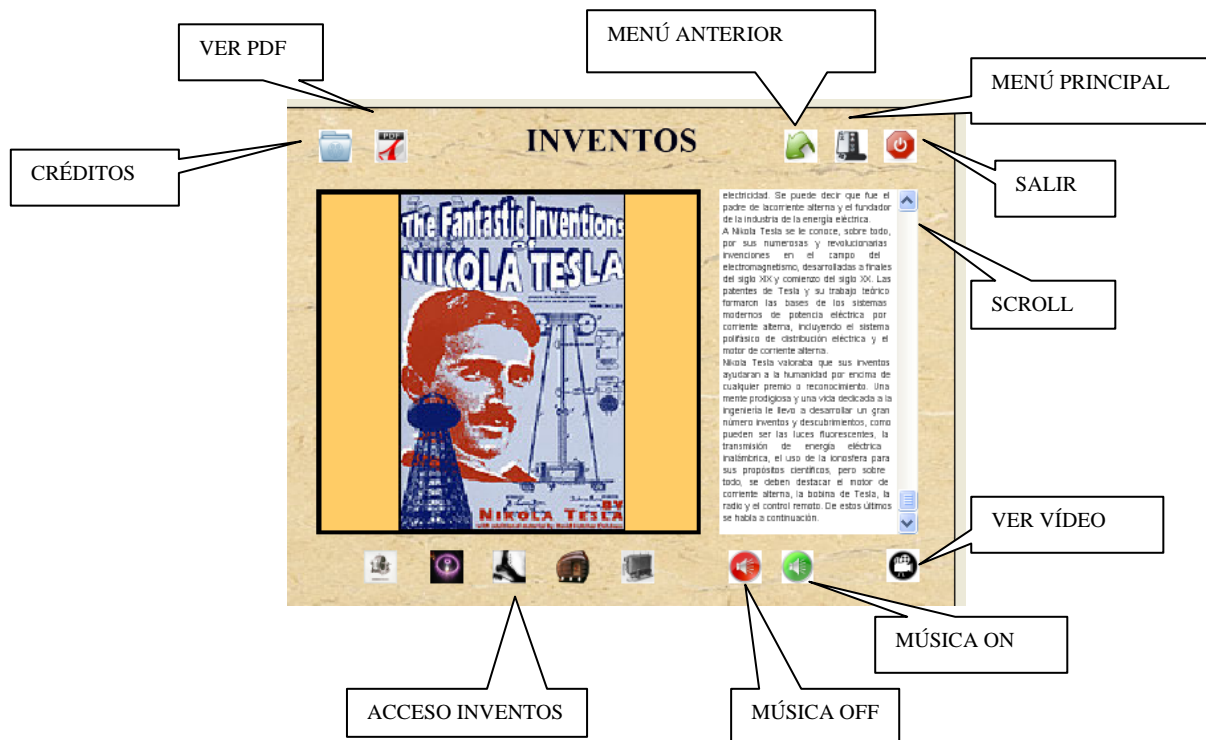 MENÚ ANTERIOR
VER PDF
MENÚ PRINCIPAL
CRÉDITOS
PDF
INVENTOS
SALIR
The Fantastic Inventions
of
NIKOLA TESLA
BY
NIKOLA TESLA
electricidad. Se puede decir que fue el
padre de lacorriente alterna y el fundador
de la industria de la energía eléctrica.
A Nikola Tesla se le conoce, sobre todo,
por sus numerosas y revolucionarias
invenciones en el campo del
electromagnetismo, desarrolladas a finales
del siglo XIX y comienzo del siglo XX. Las
patentes de Tesla y su trabajo teórico
formaron las bases de los sistemas
modernos de potencia eléctrica por
corriente alterna, incluyendo el sistema
polifásico de distribución eléctrica y el
motor de corriente alterna.
Nikola Tesla valoraba que sus inventos
ayudaran a la humanidad por encima de
cualquier premio o reconocimiento. Una
mente prodigiosa y una vida dedicada a la
ingeniería le llevo a desarrollar un gran
número inventos y descubrimientos, como
pueden ser las luces fluorescentes, la
transmisión de energía eléctrica
inalámbrica, el uso de la ionosfera para
sus propósitos científicos, pero sobre
todo, se deben destacar el motor de
corriente alterna, la bobina de Tesla, la
radio y el control remoto. De estos últimos
se habla a continuación.
SCROLL
VER VÍDEO
MÚSICA ON
ACCESO INVENTOS
MÚSICA OFF